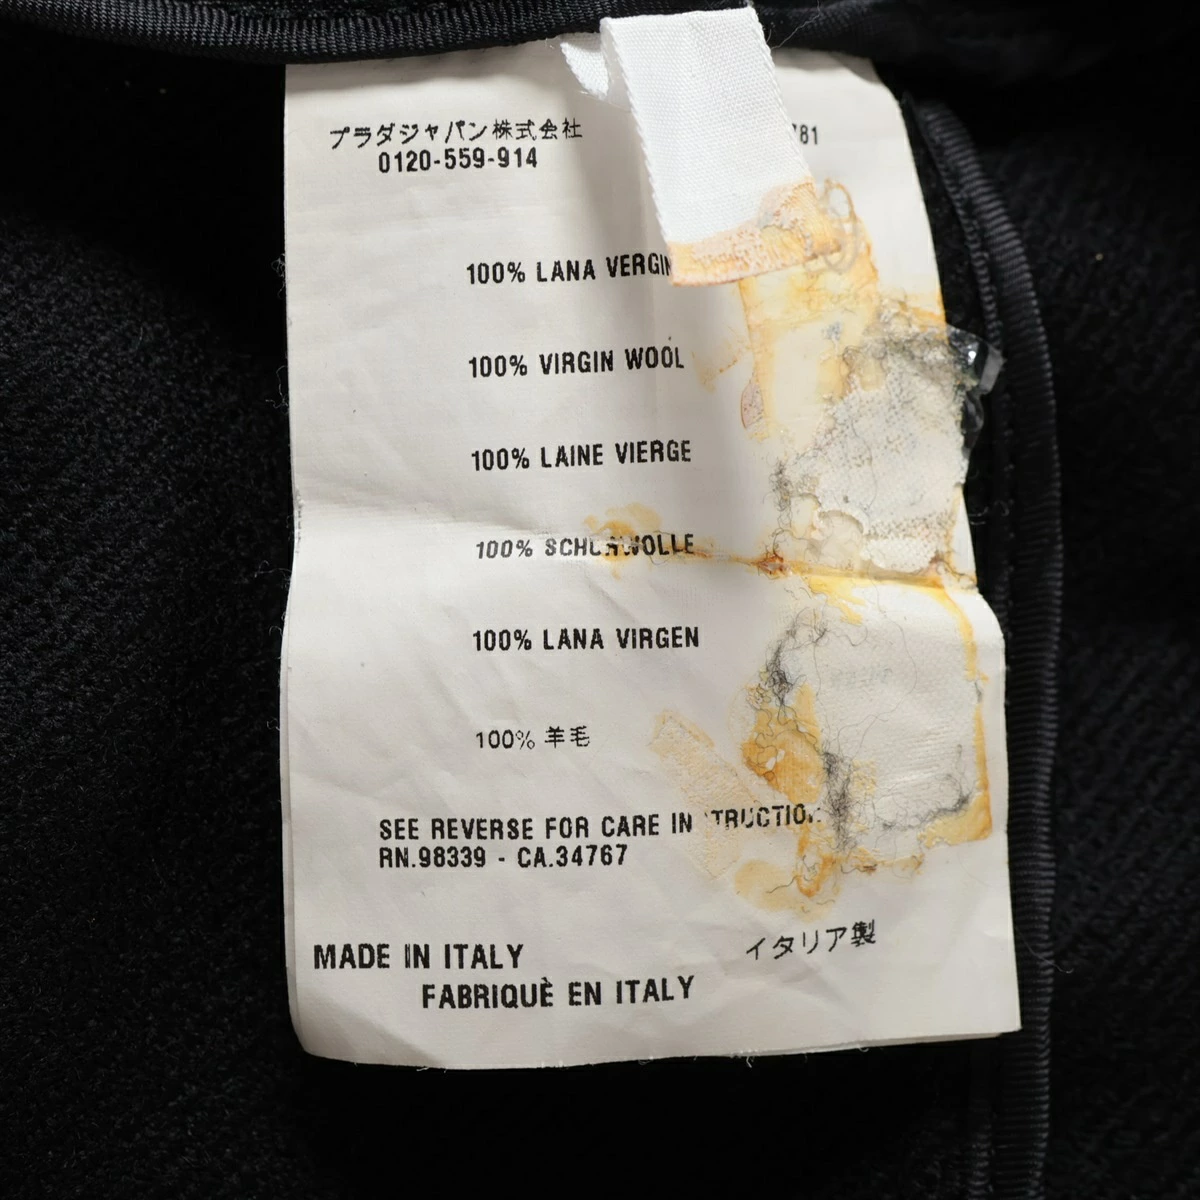 プラダジャパン株式会社
0120-559-914
781
100% LANA VERGIN
100% VIRGIN WOOL
100% LAINE VIERGE
100% SCHURWOLLE
100% LANA VIRGEN
100% 羊毛
SEE REVERSE FOR CARE IN TRUCTION
RN.98339 - CA.34767
MADE IN ITALY
イタリア製
FABRIQUÈ EN ITALY